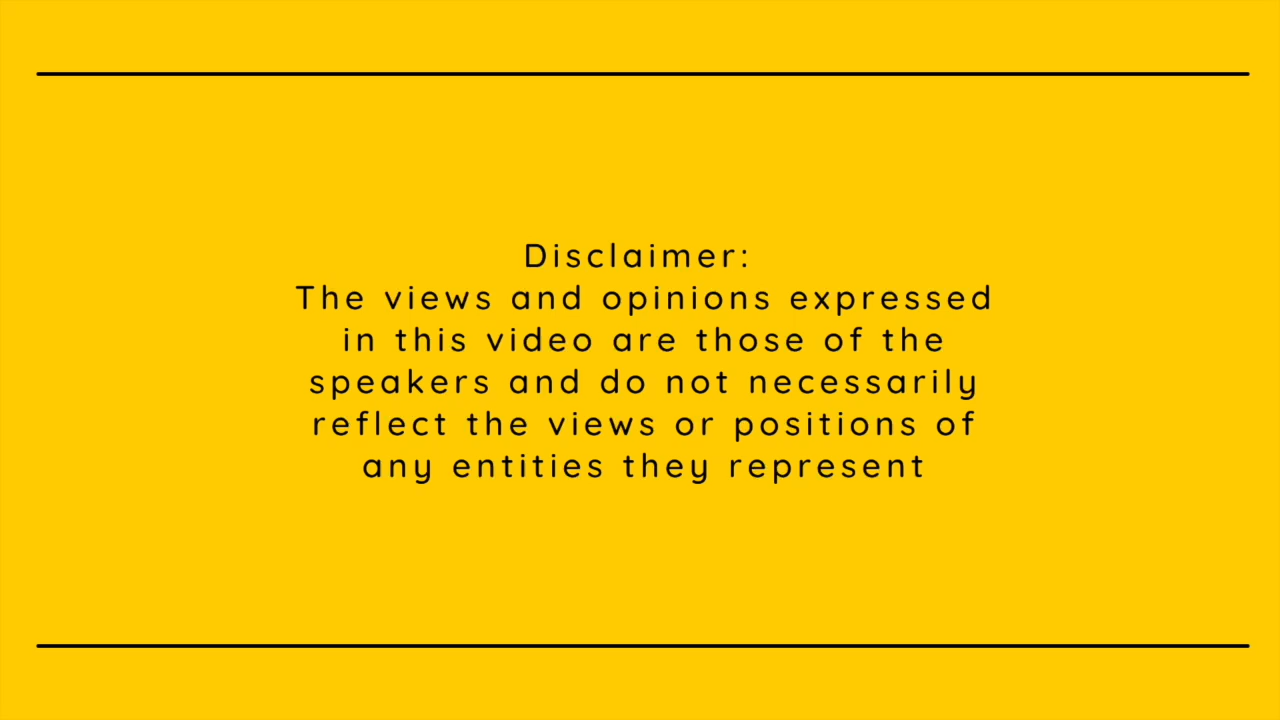 Disclaimer:
The views and opinions expressed
in this video are those of the
speakers and do not necessarily
reflect the views or positions of
any entities they represent